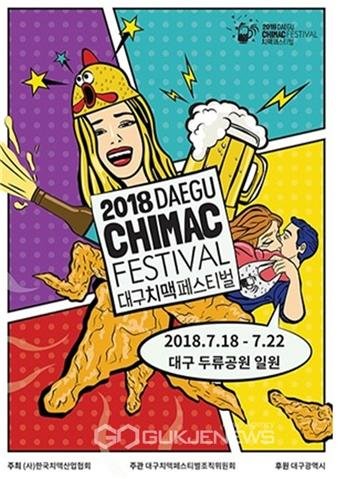 2018 DAEGU
CHIMAC FESTIVAL
치맥페스티벌
2018 DAEGU
CHIMAC
FESTIVAL
대구치맥페스티벌
2018.7.18 - 7.22
대구 두류공원 일원
GUKJENEWS
주최 (사)한국치맥산업협회 주관 대구치맥페스티벌조직위원회 후원 대구광역시